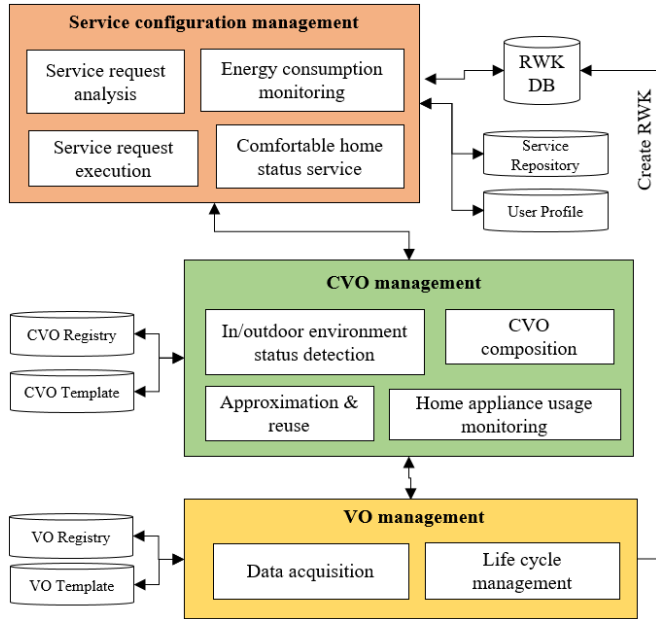 Service configuration management
Service request
analysis
Energy consumption
monitoring
Service request
execution
Comfortable home
status service
RWK
DB
Service
Repository
User Profile
Create RWK
CVO management
In/outdoor environment
status detection
CVO
composition
Approximation &
reuse
Home appliance usage
monitoring
CVO Registry
CVO Template
VO management
Data acquisition
Life cycle
management
VO Registry
VO Template